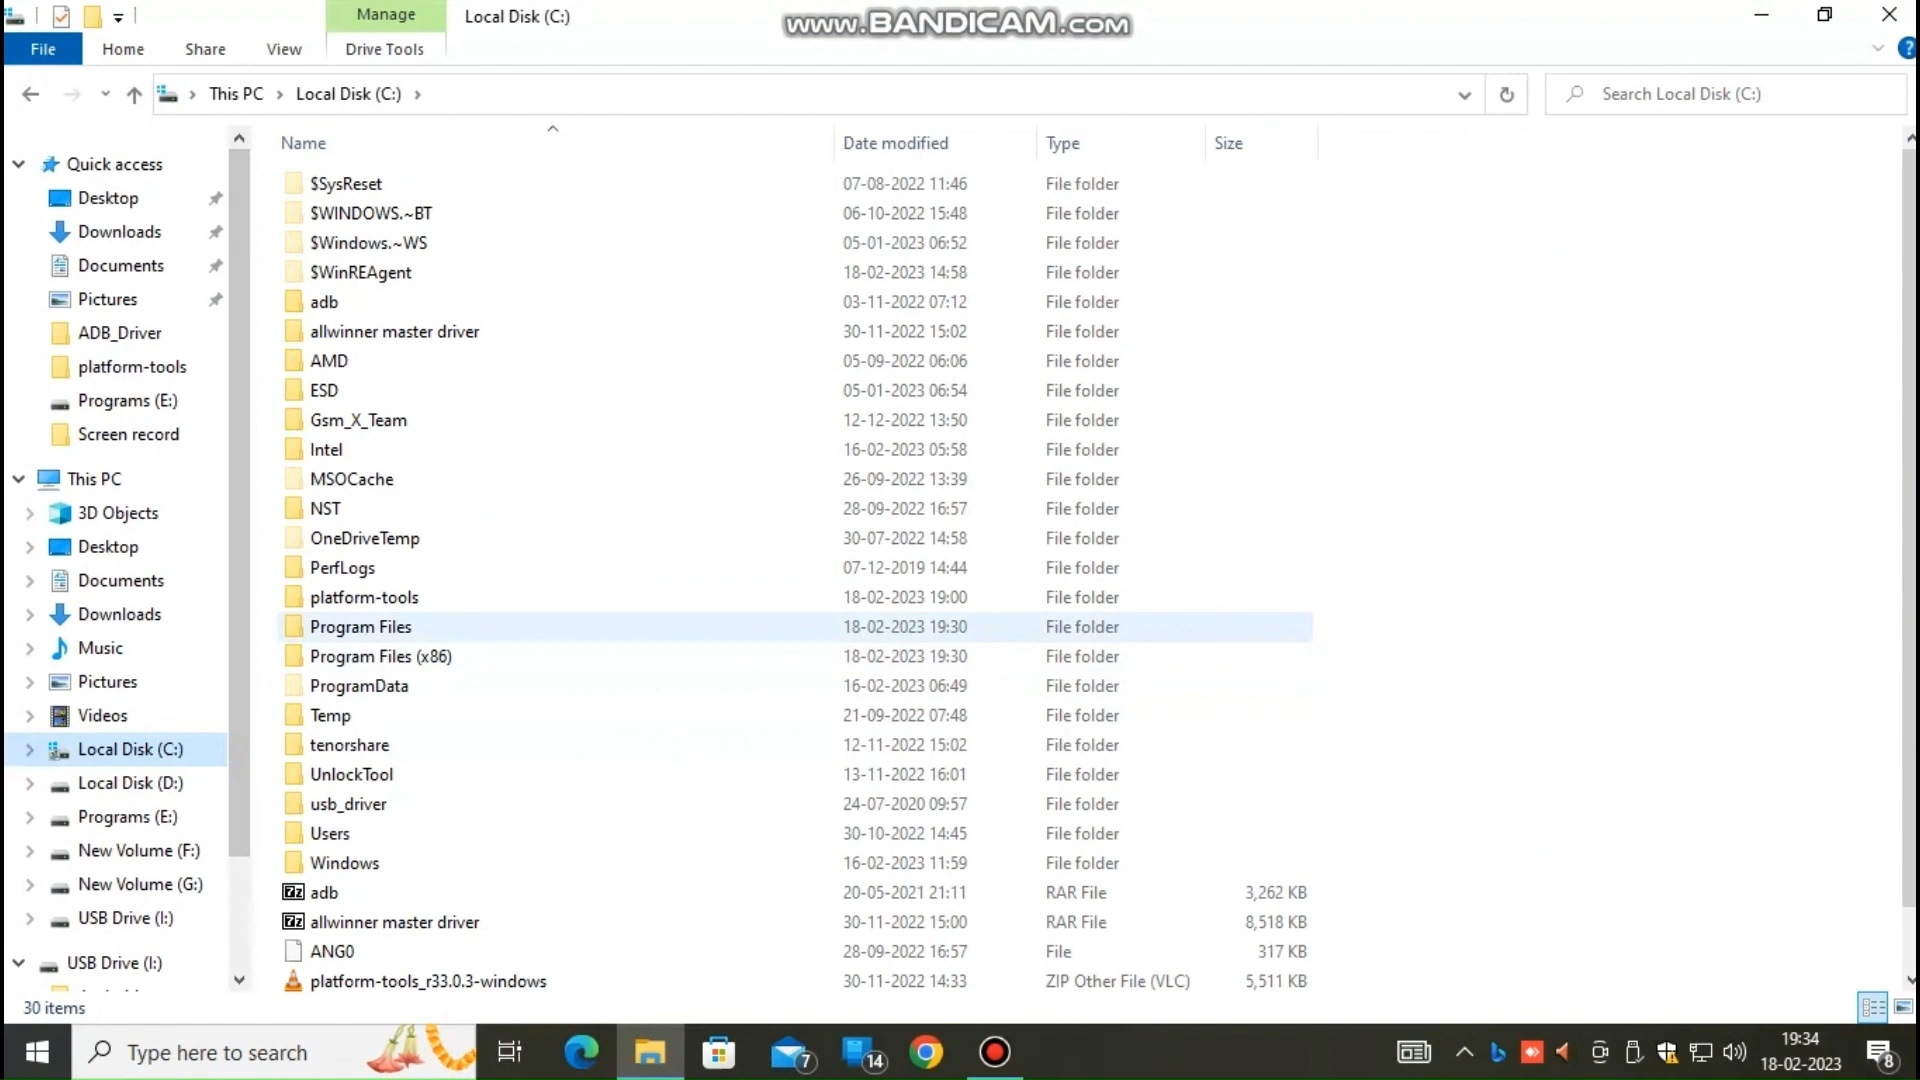 Manage
Local Disk (C:)
www.BANDICAM.com
File
Home
Share
View
Drive Tools
This PC
Local Disk (C:)
Search Local Disk (C:)
Quick access
Desktop
Downloads
Documents
Pictures
ADB_Driver
platform-tools
Programs (E:)
Screen record
This PC
3D Objects
Desktop
Documents
Downloads
Music
Pictures
Videos
Local Disk (C:)
Local Disk (D:)
Programs (E:)
New Volume (F:)
New Volume (G:)
USB Drive (I:)
USB Drive (I:)
Name Date modified Type Size
$SysReset 07-08-2022 11:46 File folder
$WINDOWS.~BT 06-10-2022 15:48 File folder
$Windows.~WS 05-01-2023 06:52 File folder
$WinREAgent 18-02-2023 14:58 File folder
adb 03-11-2022 07:12 File folder
allwinner master driver 30-11-2022 15:02 File folder
AMD 05-09-2022 06:06 File folder
ESD 05-01-2023 06:54 File folder
Gsm_X_Team 12-12-2022 13:50 File folder
Intel 16-02-2023 05:58 File folder
MSOCache 26-09-2022 13:39 File folder
NST 28-09-2022 16:57 File folder
OneDriveTemp 30-07-2022 14:58 File folder
PerfLogs 07-12-2019 14:44 File folder
platform-tools 18-02-2023 19:00 File folder
Program Files 18-02-2023 19:30 File folder
Program Files (x86) 18-02-2023 19:30 File folder
ProgramData 16-02-2023 06:49 File folder
Temp 21-09-2022 07:48 File folder
tenorshare 12-11-2022 15:02 File folder
UnlockTool 13-11-2022 16:01 File folder
usb_driver 24-07-2020 09:57 File folder
Users 30-10-2022 14:45 File folder
Windows 16-02-2023 11:59 File folder
adb 20-05-2021 21:11 RAR File 3,262 KB
allwinner master driver 30-11-2022 15:00 RAR File 8,518 KB
ANG0 28-09-2022 16:57 File 317 KB
platform-tools_r33.0.3-windows 30-11-2022 14:33 ZIP Other File (VLC) 5,511 KB
30 items
Type here to search
7
14
19:34
18-02-2023
8